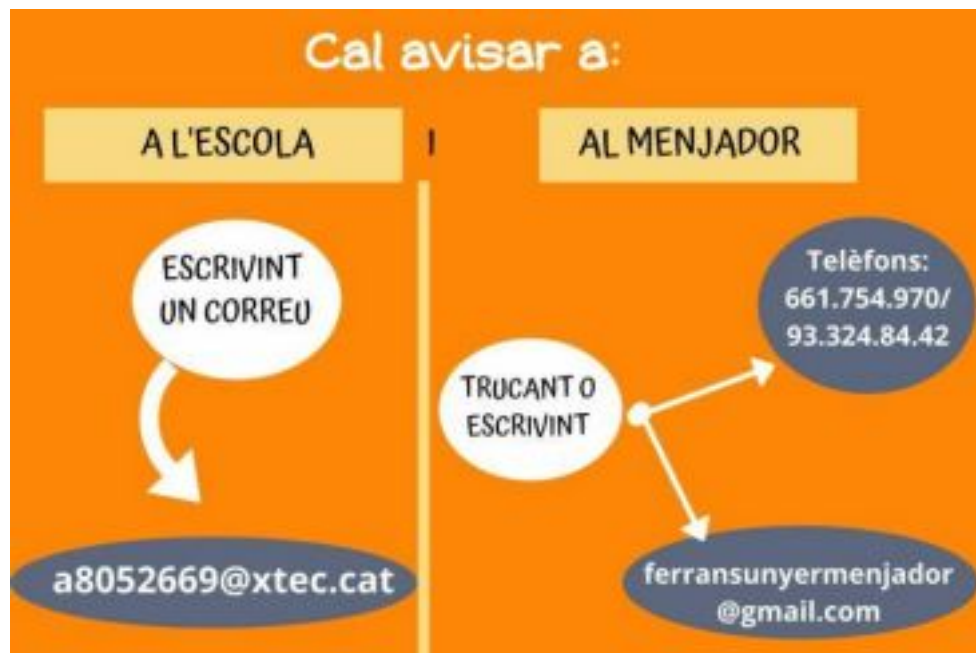 Cal avisar a:
A L'ESCOLA
I
AL MENJADOR
ESCRIVINT
UN CORREU
a8052669@xtec.cat
TRUCANT O
ESCRIVINT
Telèfons:
661.754.970/
93.324.84.42
ferransunyermenjador
@gmail.com